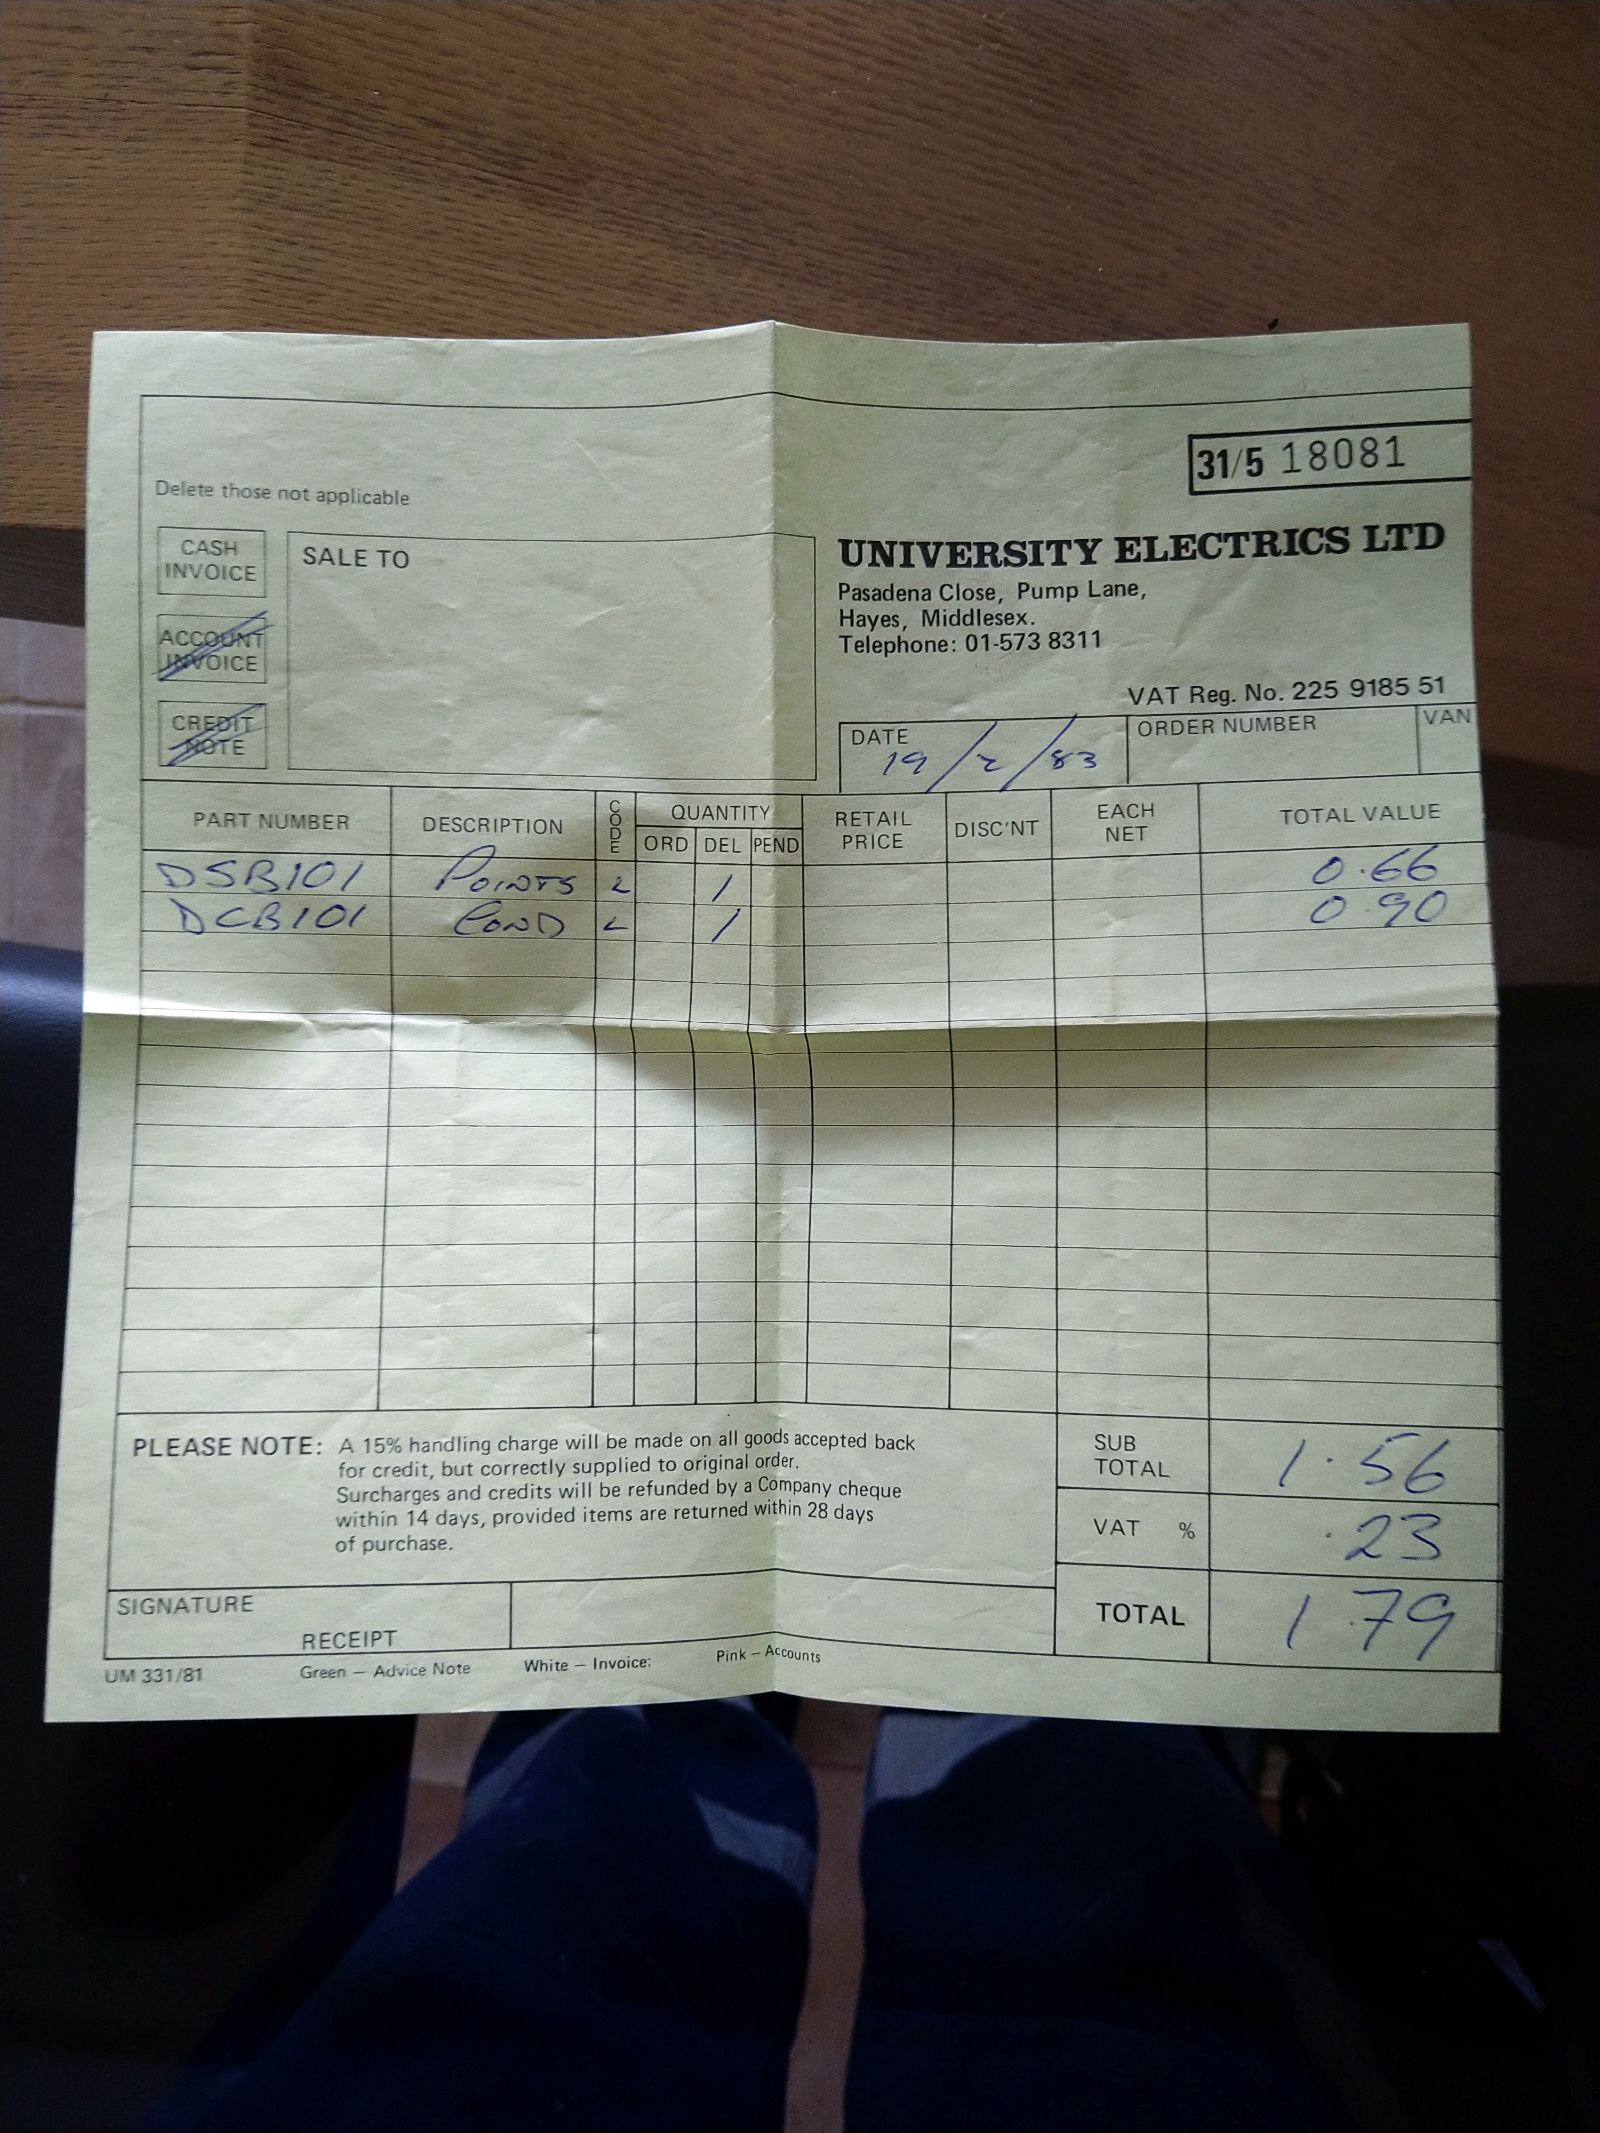 31/5 18081
Delete those not applicable
CASH
INVOICE
ACCOUNT
INVOICE
CREDIT
NOTE
SALE TO
UNIVERSITY ELECTRICS LTD
Pasadena Close, Pump Lane,
Hayes, Middlesex.
Telephone: 01-573 8311
VAT Reg. No. 225 9185 51
DATE
19/2/83
ORDER NUMBER
VAN
PART NUMBER DESCRIPTION CODE QUANTITY RETAIL PRICE DISC'NT EACH NET TOTAL VALUE
ORD DEL PEND
DSB101 POINTS L 1 0.66
DCB101 COND L 1 0.90
PLEASE NOTE: A 15% handling charge will be made on all goods accepted back
for credit, but correctly supplied to original order.
Surcharges and credits will be refunded by a Company cheque
within 14 days, provided items are returned within 28 days
of purchase.
SUB
TOTAL 1.56
VAT % .23
TOTAL 1.79
SIGNATURE
RECEIPT
UM 331/81 Green – Advice Note White – Invoice: Pink – Accounts